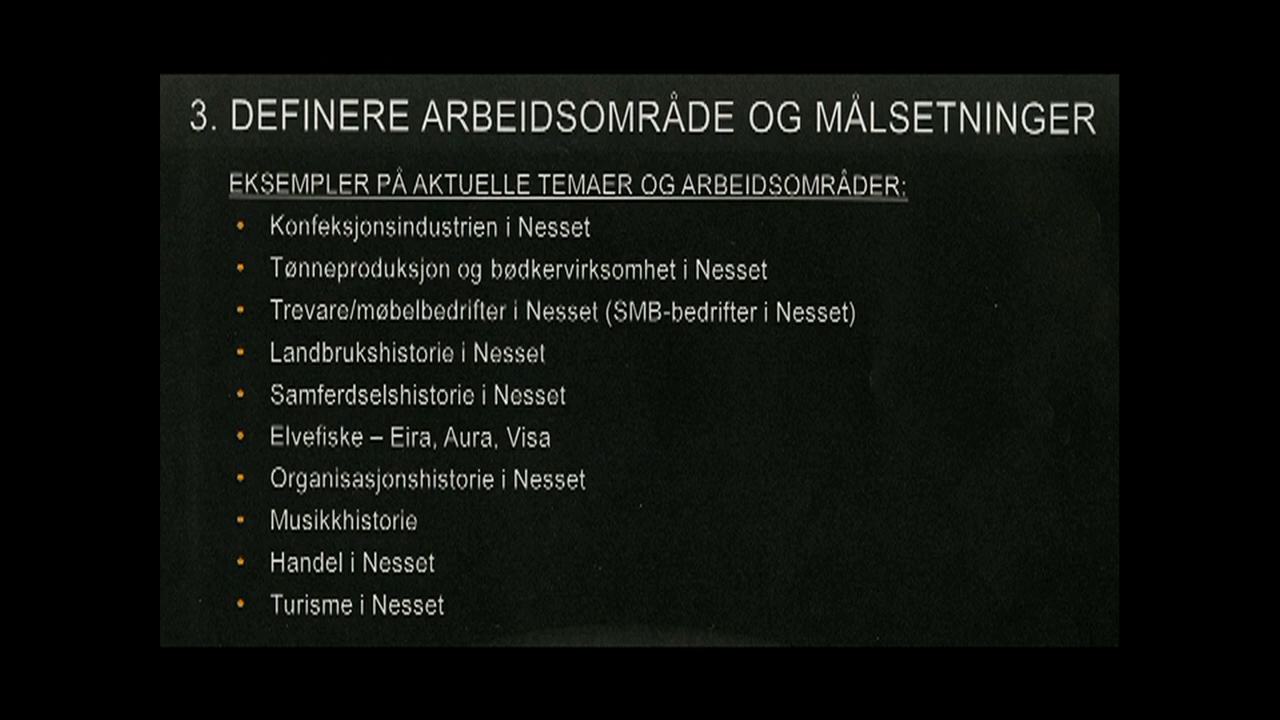 3. DEFINERE ARBEIDSOMRÅDE OG MÅLSETNINGER
EKSEMPLER PÅ AKTUELLE TEMAER OG ARBEIDSOMRÅDER:
• Konfeksjonsindustrien i Nesset
• Tønneproduksjon og bødkervirksomhet i Nesset
• Trevare/møbelbedrifter i Nesset (SMB-bedrifter i Nesset)
• Landbrukshistorie i Nesset
• Samferdselshistorie i Nesset
• Elvefiske – Eira, Aura, Visa
• Organisasjonshistorie i Nesset
• Musikkhistorie
• Handel i Nesset
• Turisme i Nesset